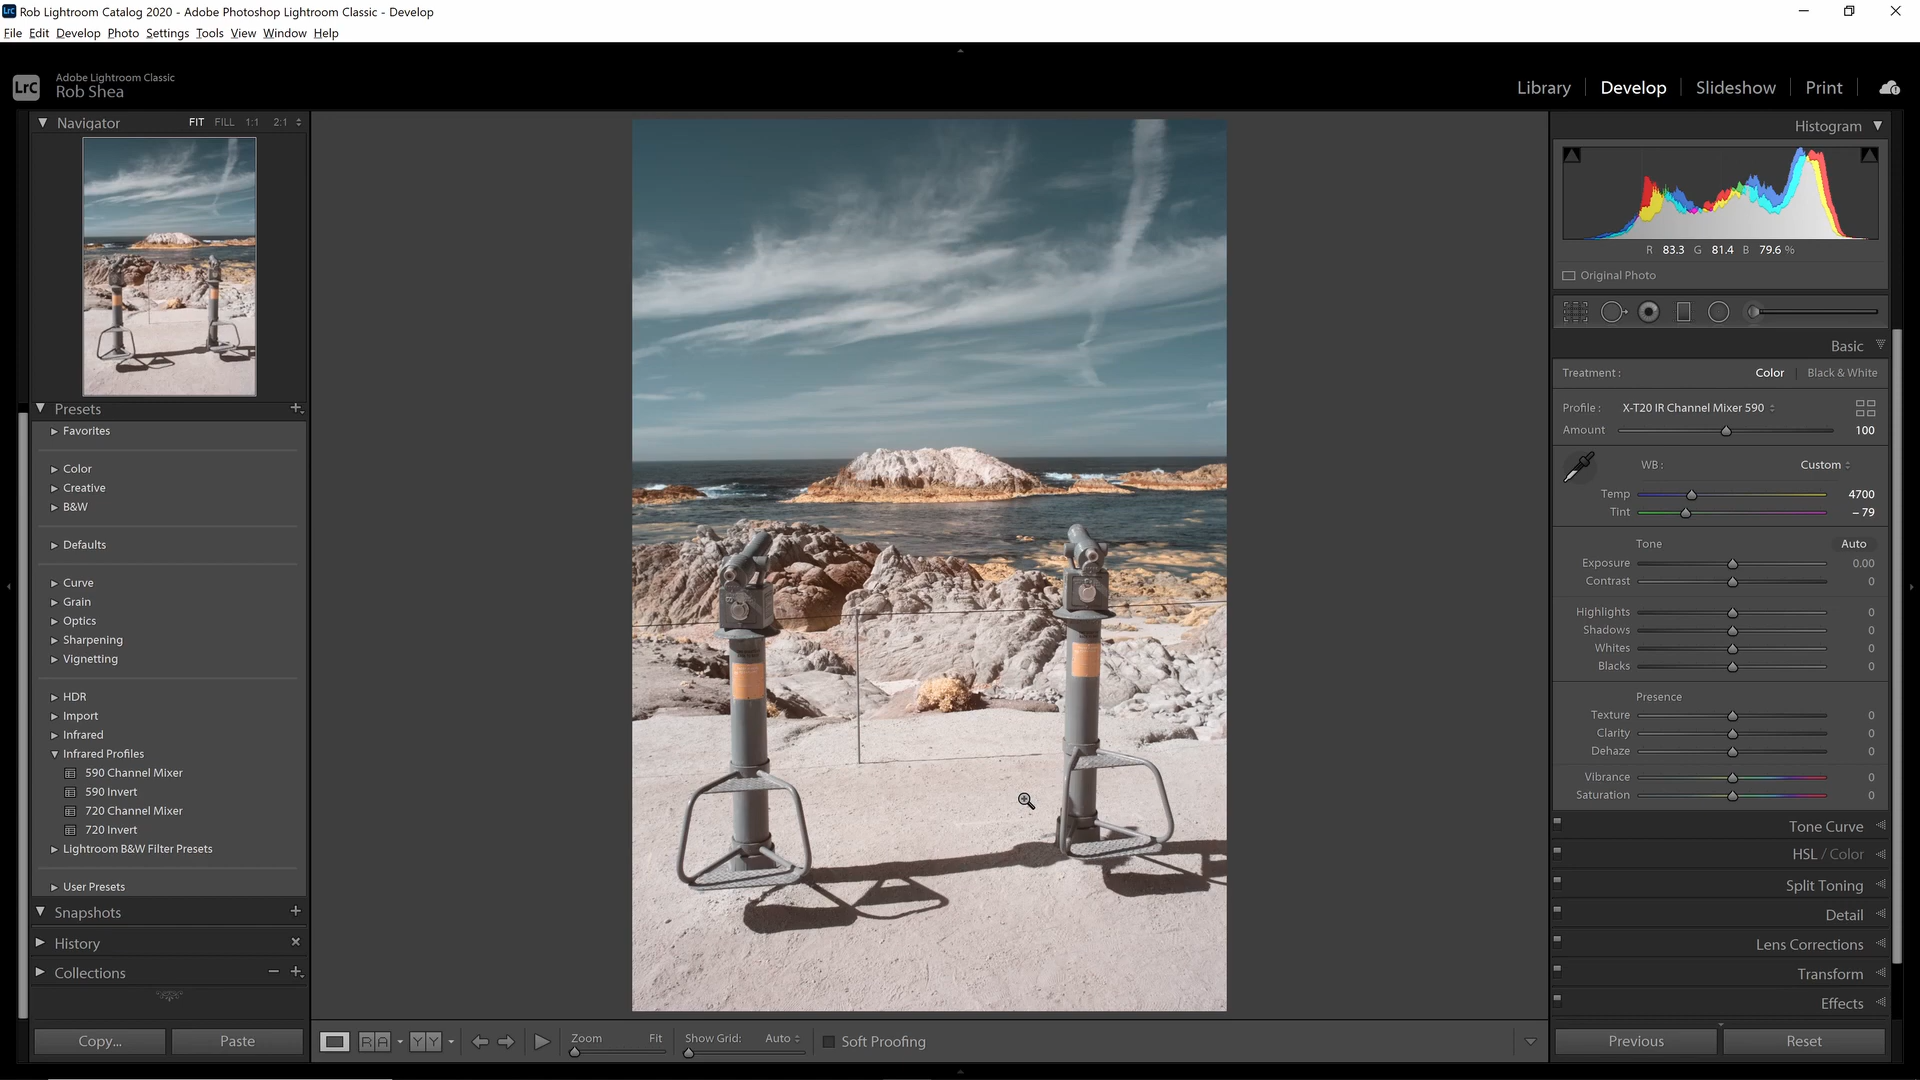 Rob Lightroom Catalog 2020 - Adobe Photoshop Lightroom Classic - Develop
File Edit Develop Photo Settings Tools View Window Help
LrC
Adobe Lightroom Classic
Rob Shea
Library Develop Slideshow Print
Navigator FIT FILL 1:1 2:1
Presets
Favorites
Color
Creative
B&W
Defaults
Curve
Grain
Optics
Sharpening
Vignetting
HDR
Import
Infrared
Infrared Profiles
590 Channel Mixer
590 Invert
720 Channel Mixer
720 Invert
Lightroom B&W Filter Presets
User Presets
Snapshots
History
Collections
Copy... Paste
RA YY Zoom Fit Show Grid: Auto Soft Proofing
Histogram
R 83.3 G 81.4 B 79.6 %
Original Photo
Basic
Treatment : Color Black & White
Profile : X-T20 IR Channel Mixer 590
Amount 100
WB : Custom
Temp 4700
Tint – 79
Tone Auto
Exposure 0.00
Contrast 0
Highlights 0
Shadows 0
Whites 0
Blacks 0
Presence
Texture 0
Clarity 0
Dehaze 0
Vibrance 0
Saturation 0
Tone Curve
HSL / Color
Split Toning
Detail
Lens Corrections
Transform
Effects
Previous Reset